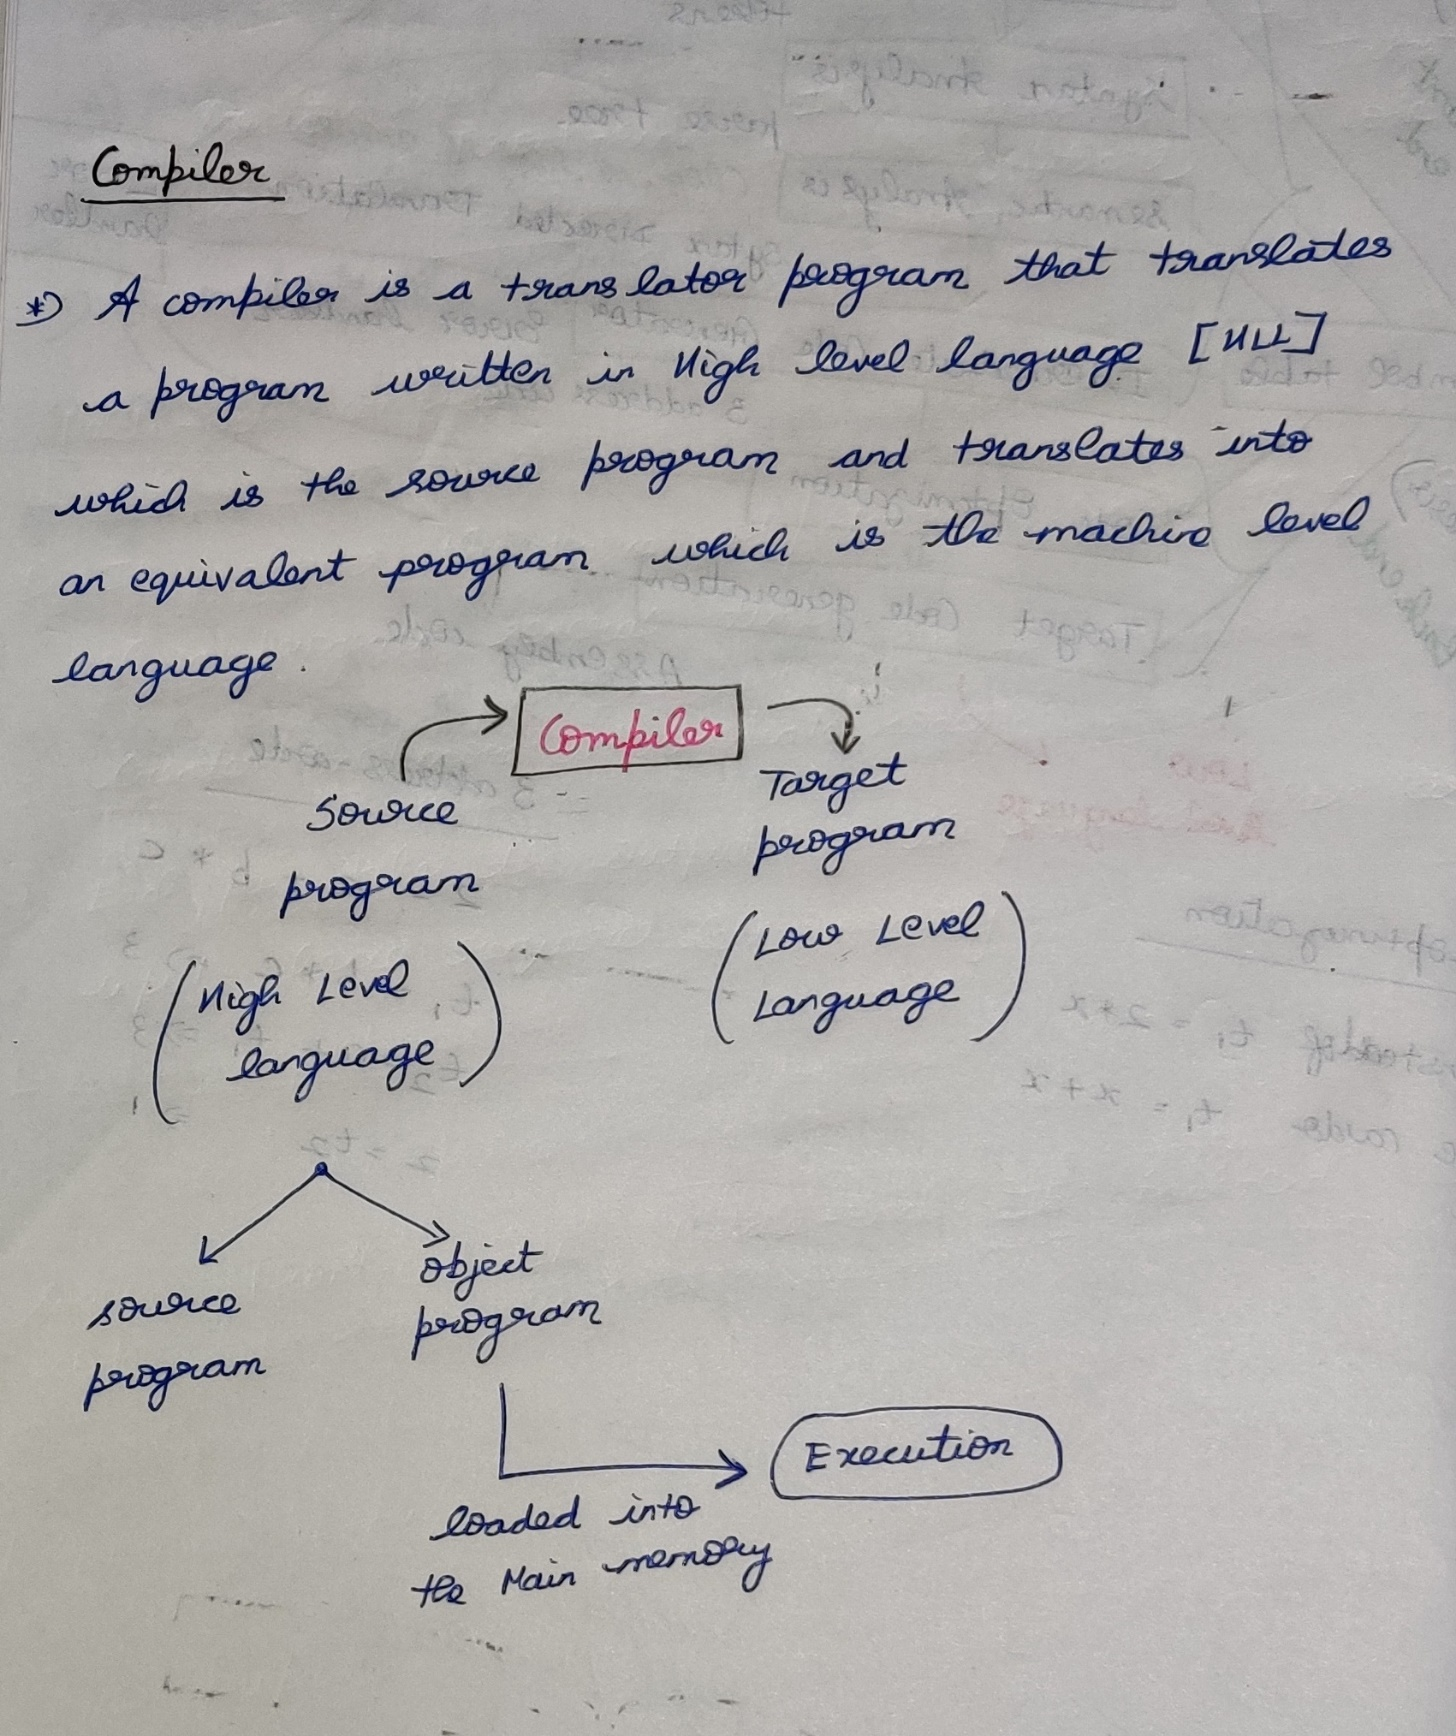 Compiler
*) A compiler is a translator program that translates
a program written in High level language [HLL]
which is the source program and translates into
an equivalent program which is the machine level
language.
Compiler
Source
program
Target
program
(High Level
language)
(Low Level
Language)
source
program
object
program
Execution
loaded into
the Main memory